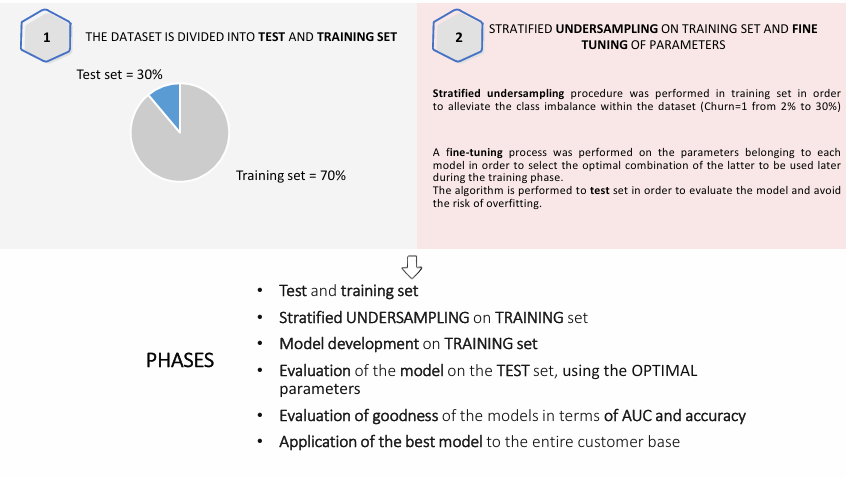 1
THE DATASET IS DIVIDED INTO TEST AND TRAINING SET
Test set = 30%
Training set = 70%
2
STRATIFIED UNDERSAMPLING ON TRAINING SET AND FINE
TUNING OF PARAMETERS
Stratified undersampling procedure was performed in training set in order
to alleviate the class imbalance within the dataset (Churn=1 from 2% to 30%)
A fine-tuning process was performed on the parameters belonging to each
model in order to select the optimal combination of the latter to be used later
during the training phase.
The algorithm is performed to test set in order to evaluate the model and avoid
the risk of overfitting.
PHASES
• Test and training set
• Stratified UNDERSAMPLING on TRAINING set
• Model development on TRAINING set
• Evaluation of the model on the TEST set, using the OPTIMAL
parameters
• Evaluation of goodness of the models in terms of AUC and accuracy
• Application of the best model to the entire customer base